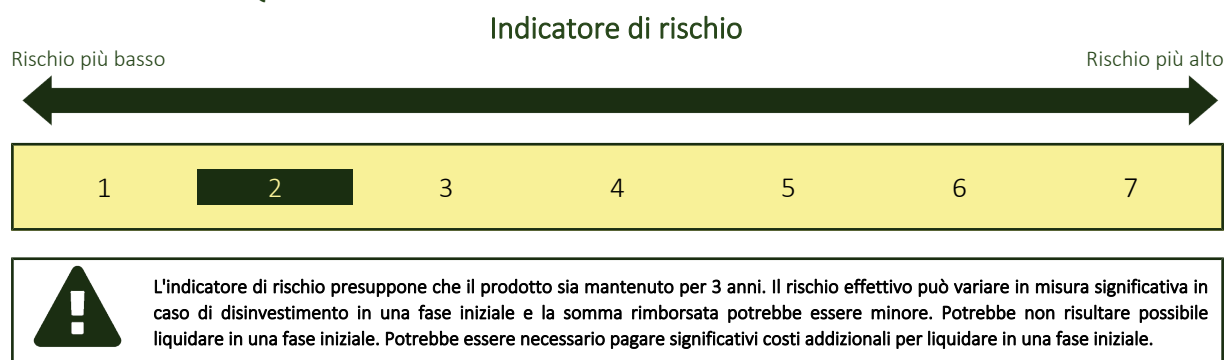 Indicatore di rischio
Rischio più basso
Rischio più alto
1 2 3 4 5 6 7
L'indicatore di rischio presuppone che il prodotto sia mantenuto per 3 anni. Il rischio effettivo può variare in misura significativa in
caso di disinvestimento in una fase iniziale e la somma rimborsata potrebbe essere minore. Potrebbe non risultare possibile
liquidare in una fase iniziale. Potrebbe essere necessario pagare significativi costi addizionali per liquidare in una fase iniziale.